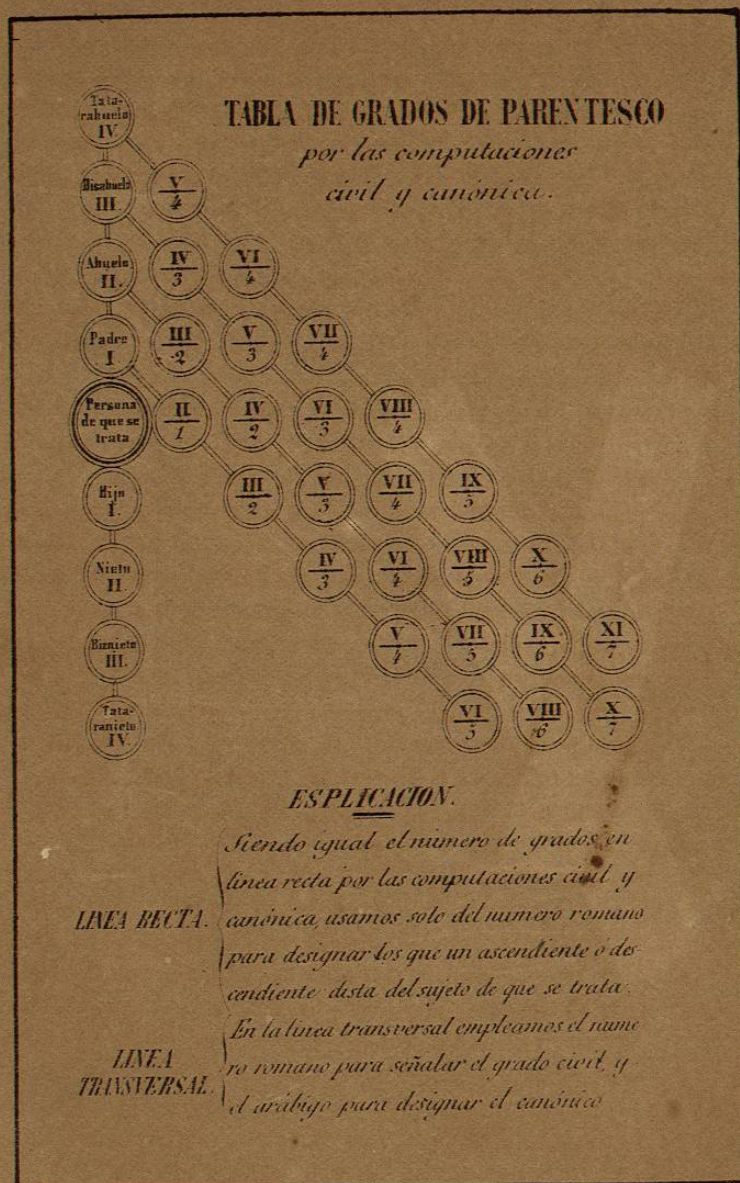 TABLA DE GRADOS DE PARENTESCO
por las computaciones
civil y canónica.
Tata-
rabuelo
IV.
Bisabuelo
III.
V
4
Abuelo
II.
IV
3
VI
4
Padre
I
III
2
V
3
VII
4
Persona
de que se
trata
II
1
IV
2
VI
3
VIII
4
Hijo
I.
III
2
V
3
VII
4
IX
5
Nieto
II.
IV
3
VI
4
VIII
5
X
6
Biznieto
III.
V
4
VII
5
IX
6
XI
7
Tata-
ranieto
IV.
VI
5
VIII
6
X
7
ESPLICACION.
LINEA RECTA.
Siendo igual el número de grados en
linea recta por las computaciones civil y
canónica, usamos solo del numero romano
para designar los que un ascendiente o des-
cendiente dista del sujeto de que se trata.
LINEA
TRANSVERSAL.
En la linea transversal empleamos el nume
ro romano para señalar el grado civil, y
el arábigo para designar el canónico